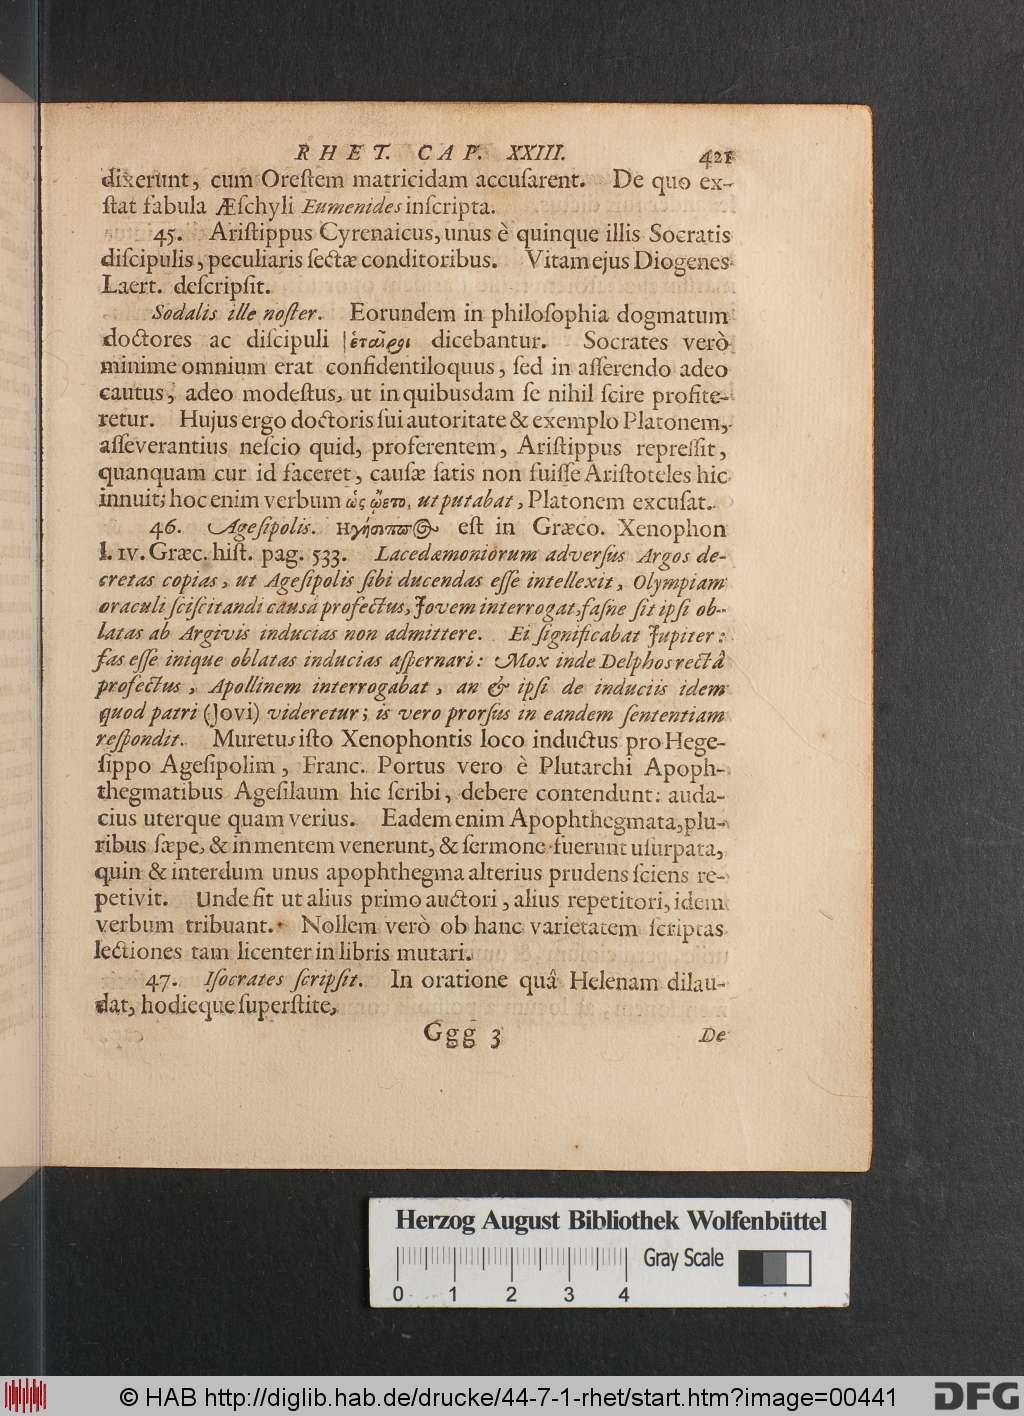 RHET. CAP. XXIII. 421
dixerunt, cum Oreſtem matricidam accuſarent. De quo ex-
ſtat fabula Æſchyli Eumenides inſcripta.
45. Ariſtippus Cyrenaicus, unus è quinque illis Socratis
diſcipulis, peculiaris ſectæ conditoribus. Vitam ejus Diogenes
Laert. deſcripſit.
Sodalis ille noſter. Eorundem in philoſophia dogmatum
doctores ac diſcipuli ἑταῖροι dicebantur. Socrates verò
minime omnium erat confidentiloquus, ſed in aſſerendo adeo
cautus, adeo modeſtus, ut in quibusdam ſe nihil ſcire profite-
retur. Hujus ergo doctoris ſui autoritate & exemplo Platonem,
aſſeverantius neſcio quid, proferentem, Ariſtippus repreſſit,
quanquam cur id faceret, cauſæ ſatis non fuiſſe Ariſtoteles hic
innuit; hoc enim verbum ὡς ᾤετο, ut putabat, Platonem excuſat.
46. Ageſipolis. Ηγήσιππος eſt in Græco. Xenophon
l. IV. Græc. hiſt. pag. 533. Lacedæmoniorum adverſus Argos de-
cretas copias, ut Ageſipolis ſibi ducendas eſſe intellexit, Olympiam
oraculi ſciſcitandi causâ profectus, Jovem interrogat, faſne ſit ipſi ob-
latas ab Argivis inducias non admittere. Ei ſignificabat Jupiter:
fas eſſe inique oblatas inducias aſpernari: Mox inde Delphos rectâ
profectus, Apollinem interrogabat, an & ipſi de induciis idem
quod patri (Jovi) videretur; is vero prorſus in eandem ſententiam
reſpondit. Muretus iſto Xenophontis loco inductus pro Hege-
ſippo Ageſipolim, Franc. Portus vero è Plutarchi Apoph-
thegmatibus Ageſilaum hic ſcribi, debere contendunt: auda-
cius uterque quam verius. Eadem enim Apophthegmata, plu-
ribus ſæpe, & in mentem venerunt, & ſermone fuerunt uſurpata,
quin & interdum unus apophthegma alterius prudens ſciens re-
petivit. Unde fit ut alius primo auctori, alius repetitori, idem
verbum tribuant. Nollem verò ob hanc varietatem ſcriptas
lectiones tam licenter in libris mutari.
47. Iſocrates ſcripſit. In oratione quâ Helenam dilau-
dat, hodieque ſuperſtite,
Ggg 3 De
Herzog August Bibliothek Wolfenbüttel
Gray Scale
0 1 2 3 4
© HAB http://diglib.hab.de/drucke/44-7-1-rhet/start.htm?image=00441 DFG